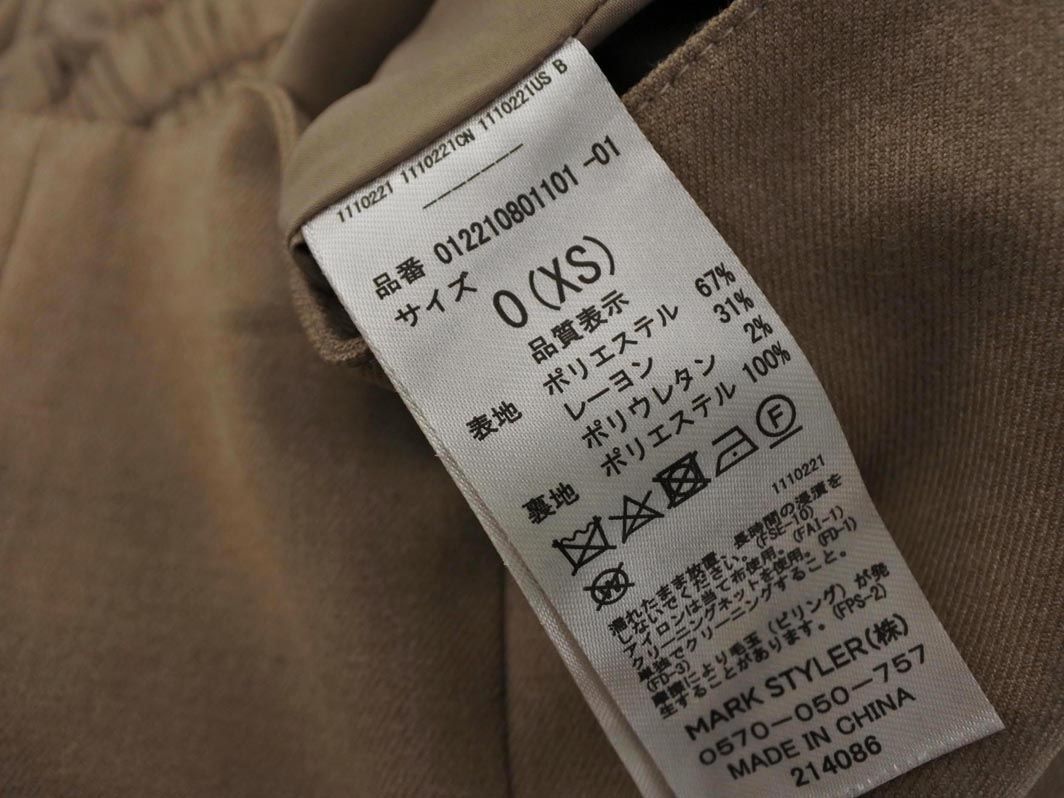 1110221 1110221CN 1110221US B
------
品番 012210801101 -01
サイズ
0(XS)
品質表示
表地 ポリエステル 67%
レーヨン 31%
ポリウレタン 2%
裏地 ポリエステル 100%
F
1110221
濡れたまま放置、長時間の浸漬を
しないでください。(FSE-10)
アイロンは当て布使用。(FAI-1)
クリーニングネットを使用。(FD-1)
単独でクリーニングすること。
(FD-3)
摩擦により毛玉(ピリング)が発
生することがあります。(FPS-2)
MARK STYLER(株)
0570-050-757
MADE IN CHINA
214086